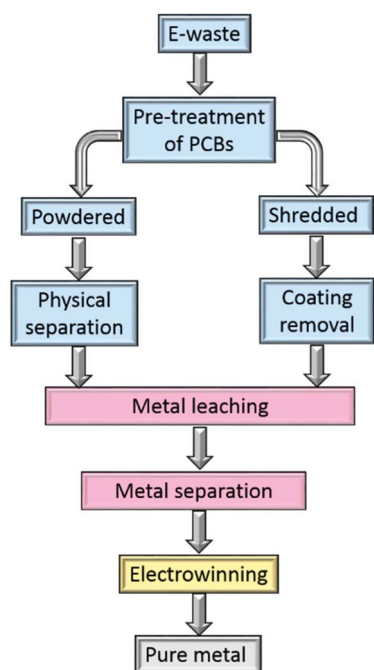 E-waste
Pre-treatment
of PCBs
Powdered
Shredded
Physical
separation
Coating
removal
Metal leaching
Metal separation
Electrowinning
Pure metal